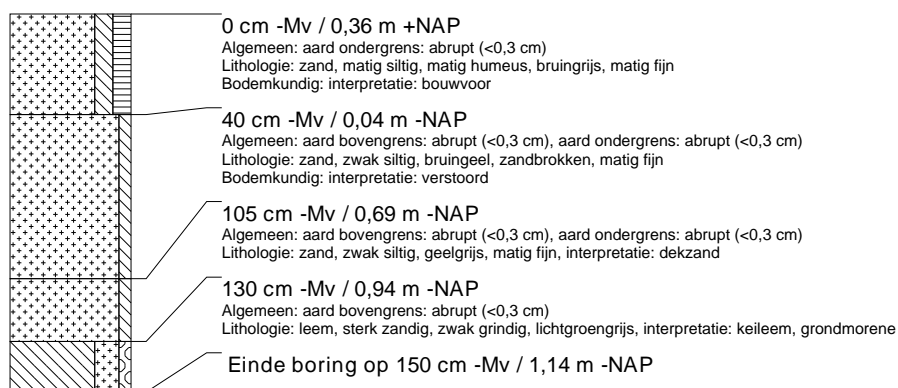 0 cm -Mv / 0,36 m +NAP
Algemeen: aard ondergrens: abrupt (<0,3 cm)
Lithologie: zand, matig siltig, matig humeus, bruingrijs, matig fijn
Bodemkundig: interpretatie: bouwvoor
40 cm -Mv / 0,04 m -NAP
Algemeen: aard bovengrens: abrupt (<0,3 cm), aard ondergrens: abrupt (<0,3 cm)
Lithologie: zand, zwak siltig, bruingeel, zandbrokken, matig fijn
Bodemkundig: interpretatie: verstoord
105 cm -Mv / 0,69 m -NAP
Algemeen: aard bovengrens: abrupt (<0,3 cm), aard ondergrens: abrupt (<0,3 cm)
Lithologie: zand, zwak siltig, geelgrijs, matig fijn, interpretatie: dekzand
130 cm -Mv / 0,94 m -NAP
Algemeen: aard bovengrens: abrupt (<0,3 cm)
Lithologie: leem, sterk zandig, zwak grindig, lichtgroengrijs, interpretatie: keileem, grondmorene
Einde boring op 150 cm -Mv / 1,14 m -NAP